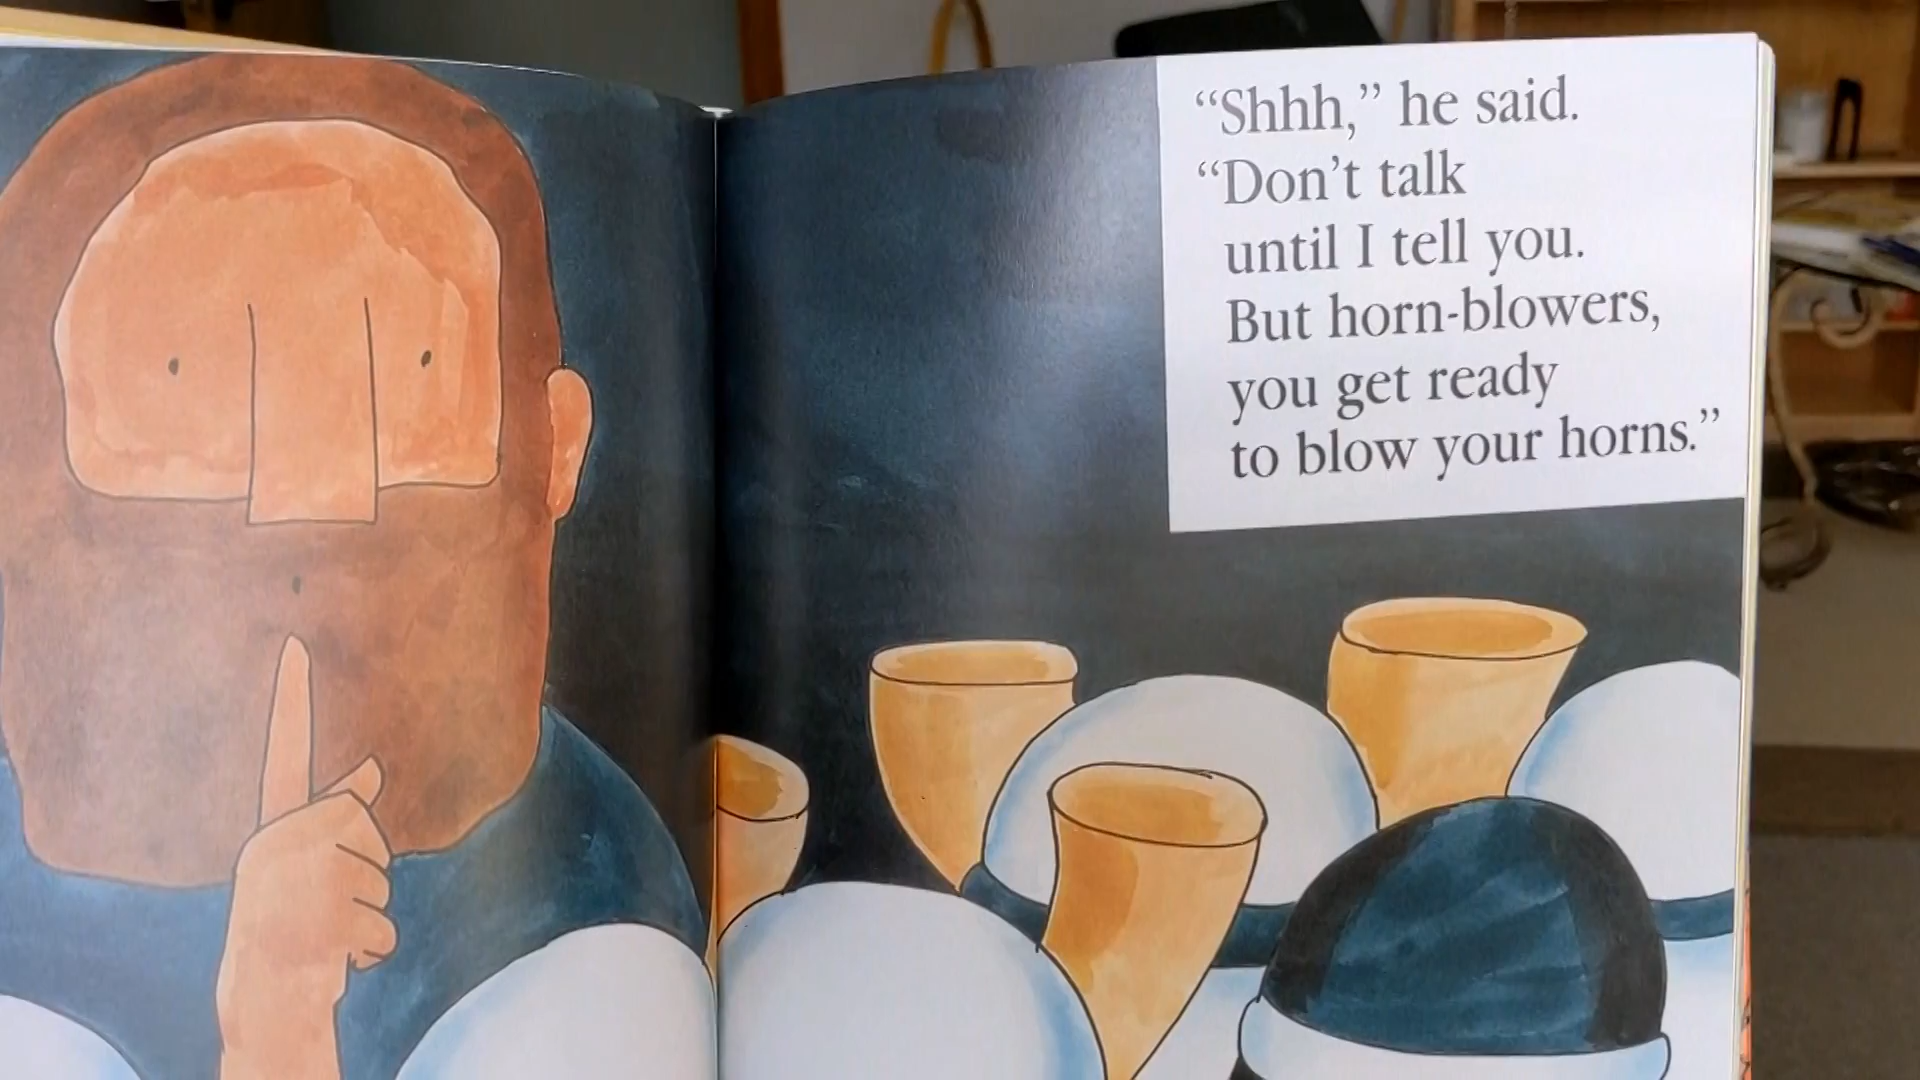 “Shhh,” he said.
“Don’t talk
until I tell you.
But horn-blowers,
you get ready
to blow your horns.”